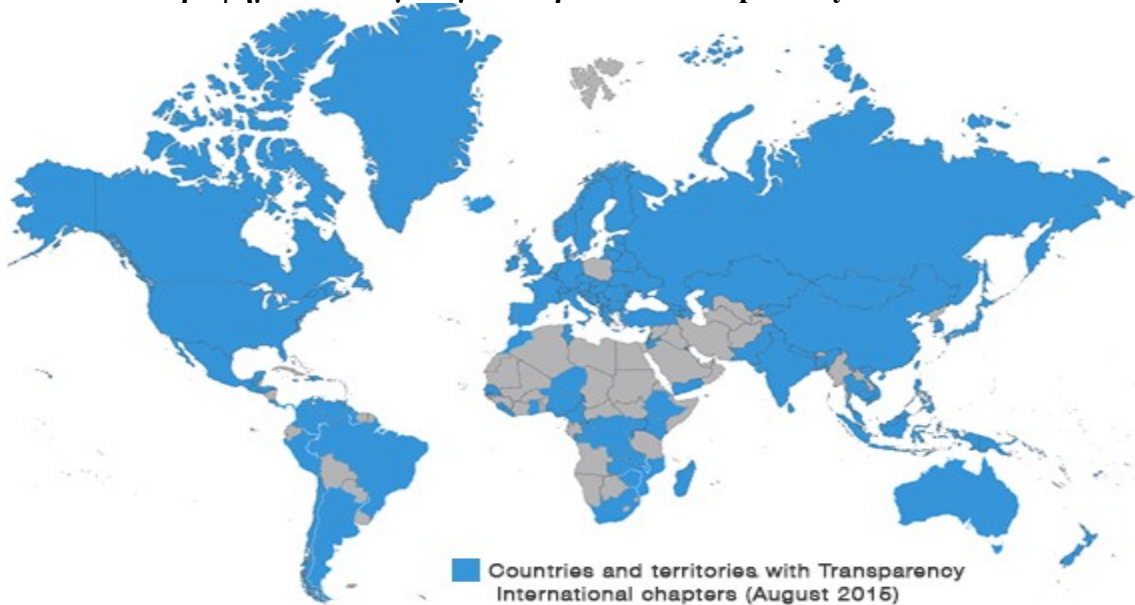 Countries and territories with Transparency
International chapters (August 2015)